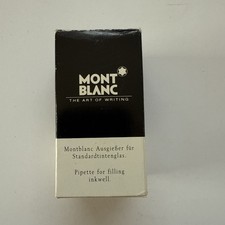 MONT
BLANC
THE ART OF WRITING
Montblanc Ausgießer für
Standardtintenglas.
Pipette for filling
inkwell.